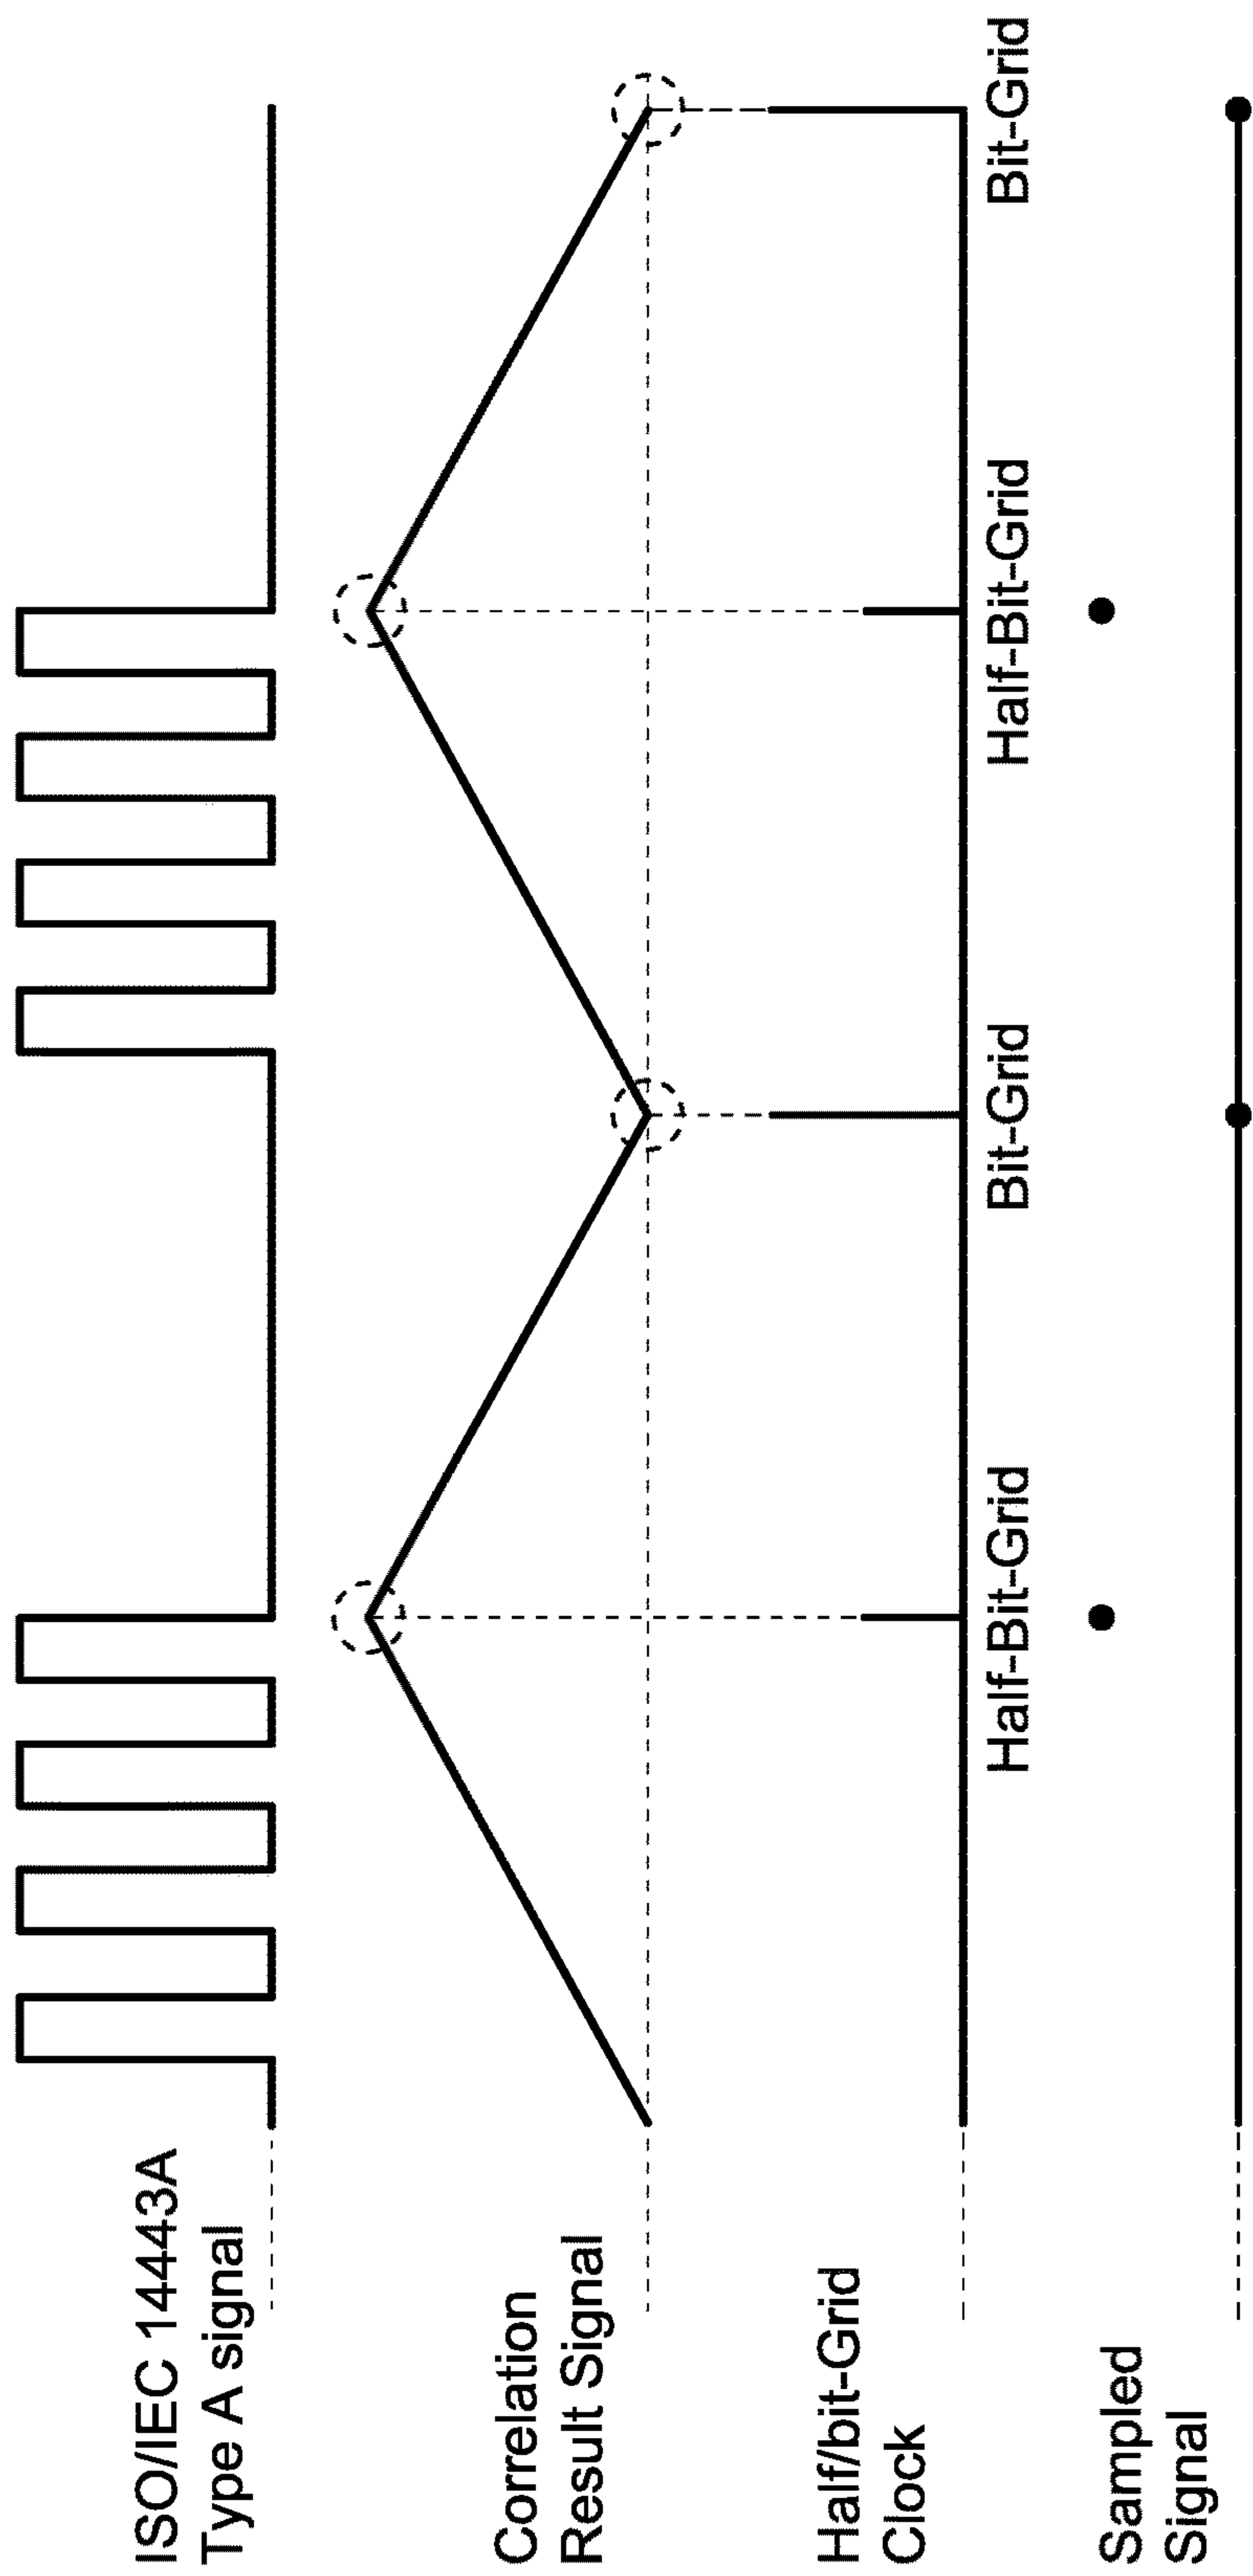 ISO/IEC 14443A
Type A signal
Correlation
Result Signal
Half/bit-Grid
Clock
Half-Bit-Grid
Bit-Grid
Half-Bit-Grid
Bit-Grid
Sampled
Signal